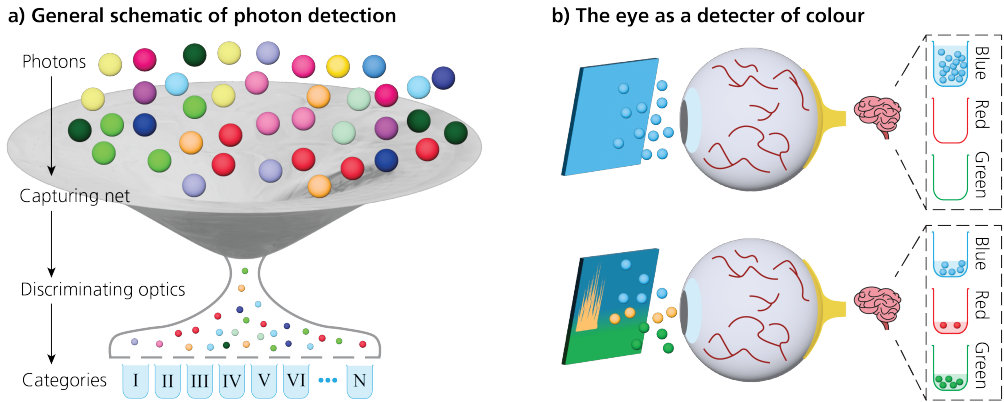 a) General schematic of photon detection
Photons
Capturing net
Discriminating optics
Categories
I II III IV V VI ••• N
b) The eye as a detecter of colour
Blue
Red
Green
Blue
Red
Green